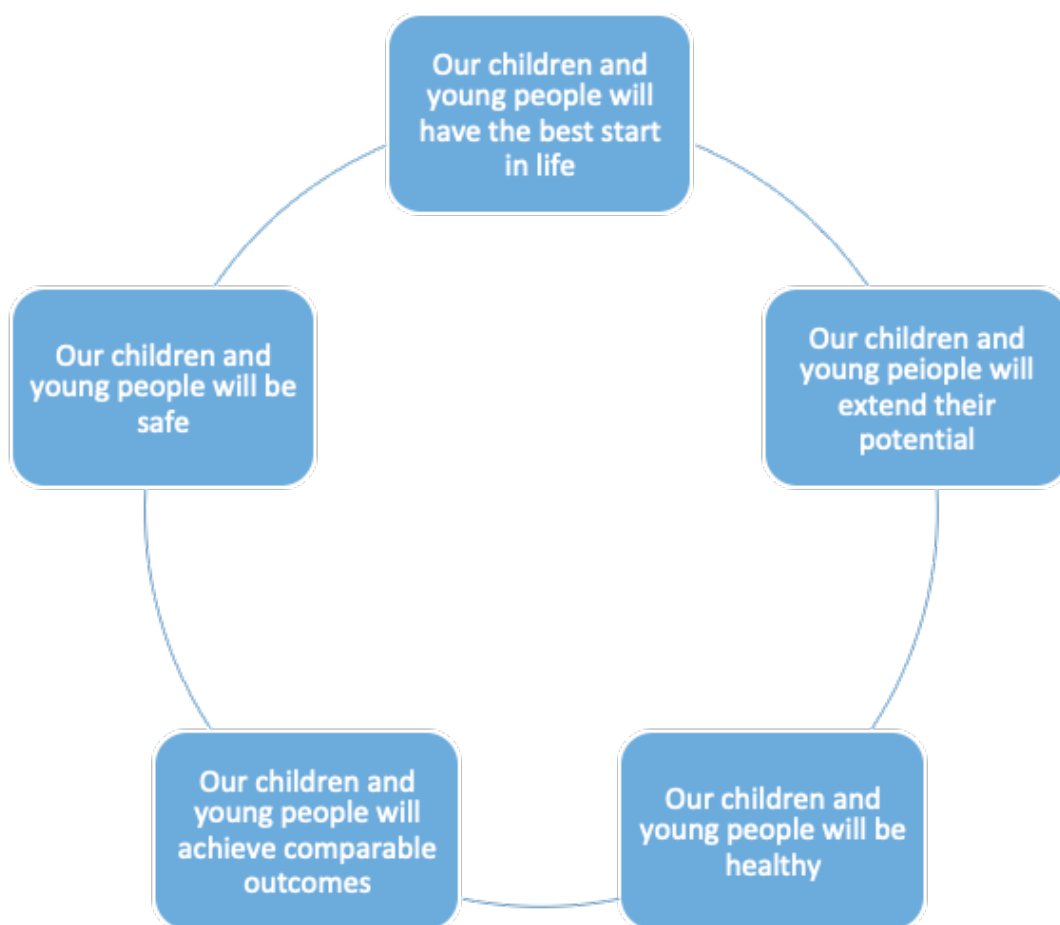 Our children and
young people will
have the best start
in life
Our children and
young peiople will
extend their
potential
Our children and
young people will be
healthy
Our children and
young people will
achieve comparable
outcomes
Our children and
young people will be
safe